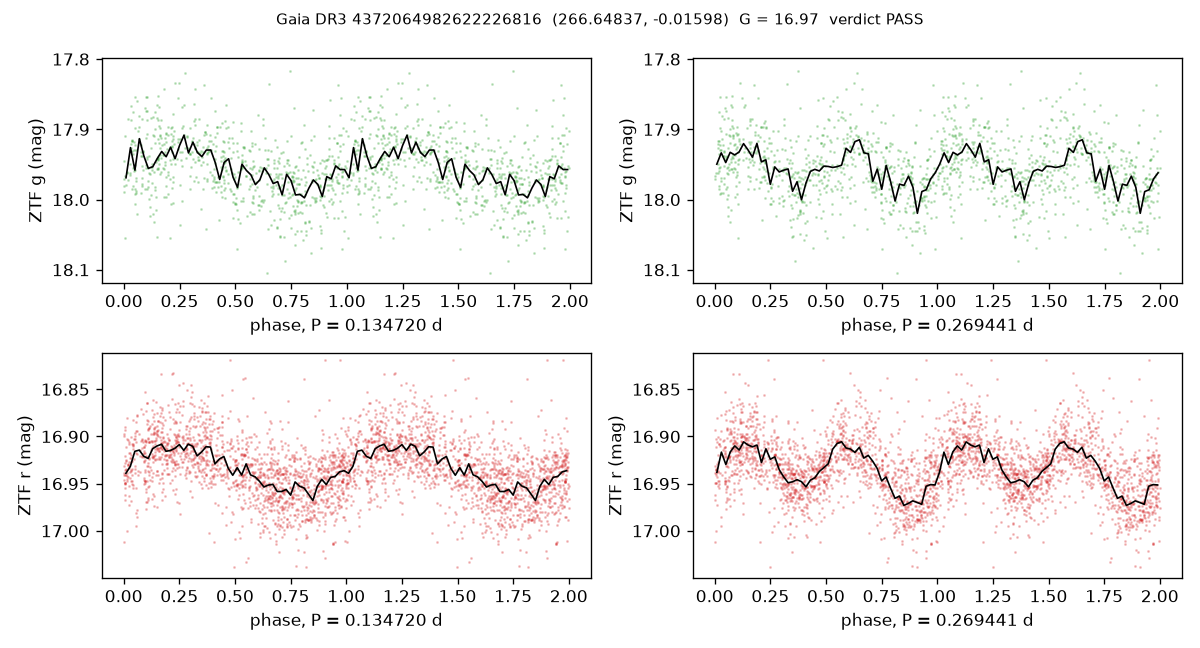 Gaia DR3 4372064982622226816 (266.64837, -0.01598) G = 16.97 verdict PASS
ZTF g (mag)
17.8
17.9
18.0
18.1
0.00 0.25 0.50 0.75 1.00 1.25 1.50 1.75 2.00
phase, P = 0.134720 d
ZTF g (mag)
17.8
17.9
18.0
18.1
0.00 0.25 0.50 0.75 1.00 1.25 1.50 1.75 2.00
phase, P = 0.269441 d
ZTF r (mag)
16.85
16.90
16.95
17.00
0.00 0.25 0.50 0.75 1.00 1.25 1.50 1.75 2.00
phase, P = 0.134720 d
ZTF r (mag)
16.85
16.90
16.95
17.00
0.00 0.25 0.50 0.75 1.00 1.25 1.50 1.75 2.00
phase, P = 0.269441 d